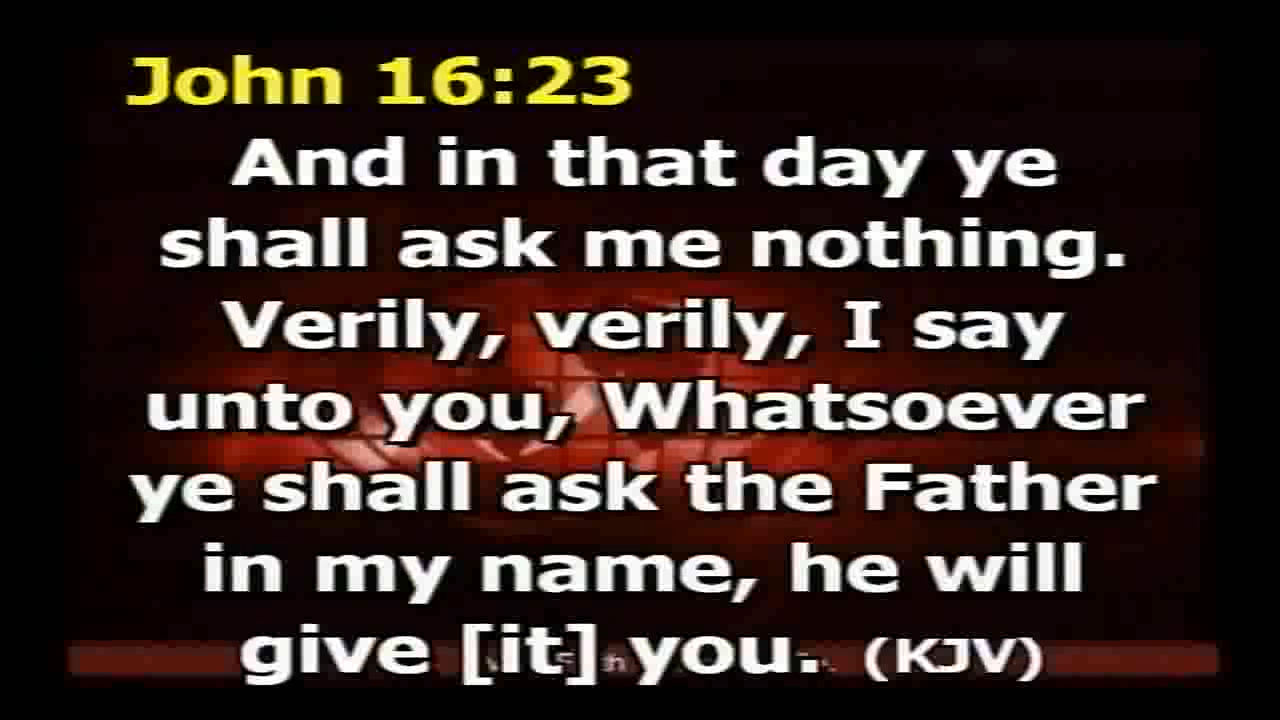 John 16:23
And in that day ye
shall ask me nothing.
Verily, verily, I say
unto you, Whatsoever
ye shall ask the Father
in my name, he will
give [it] you. (KJV)